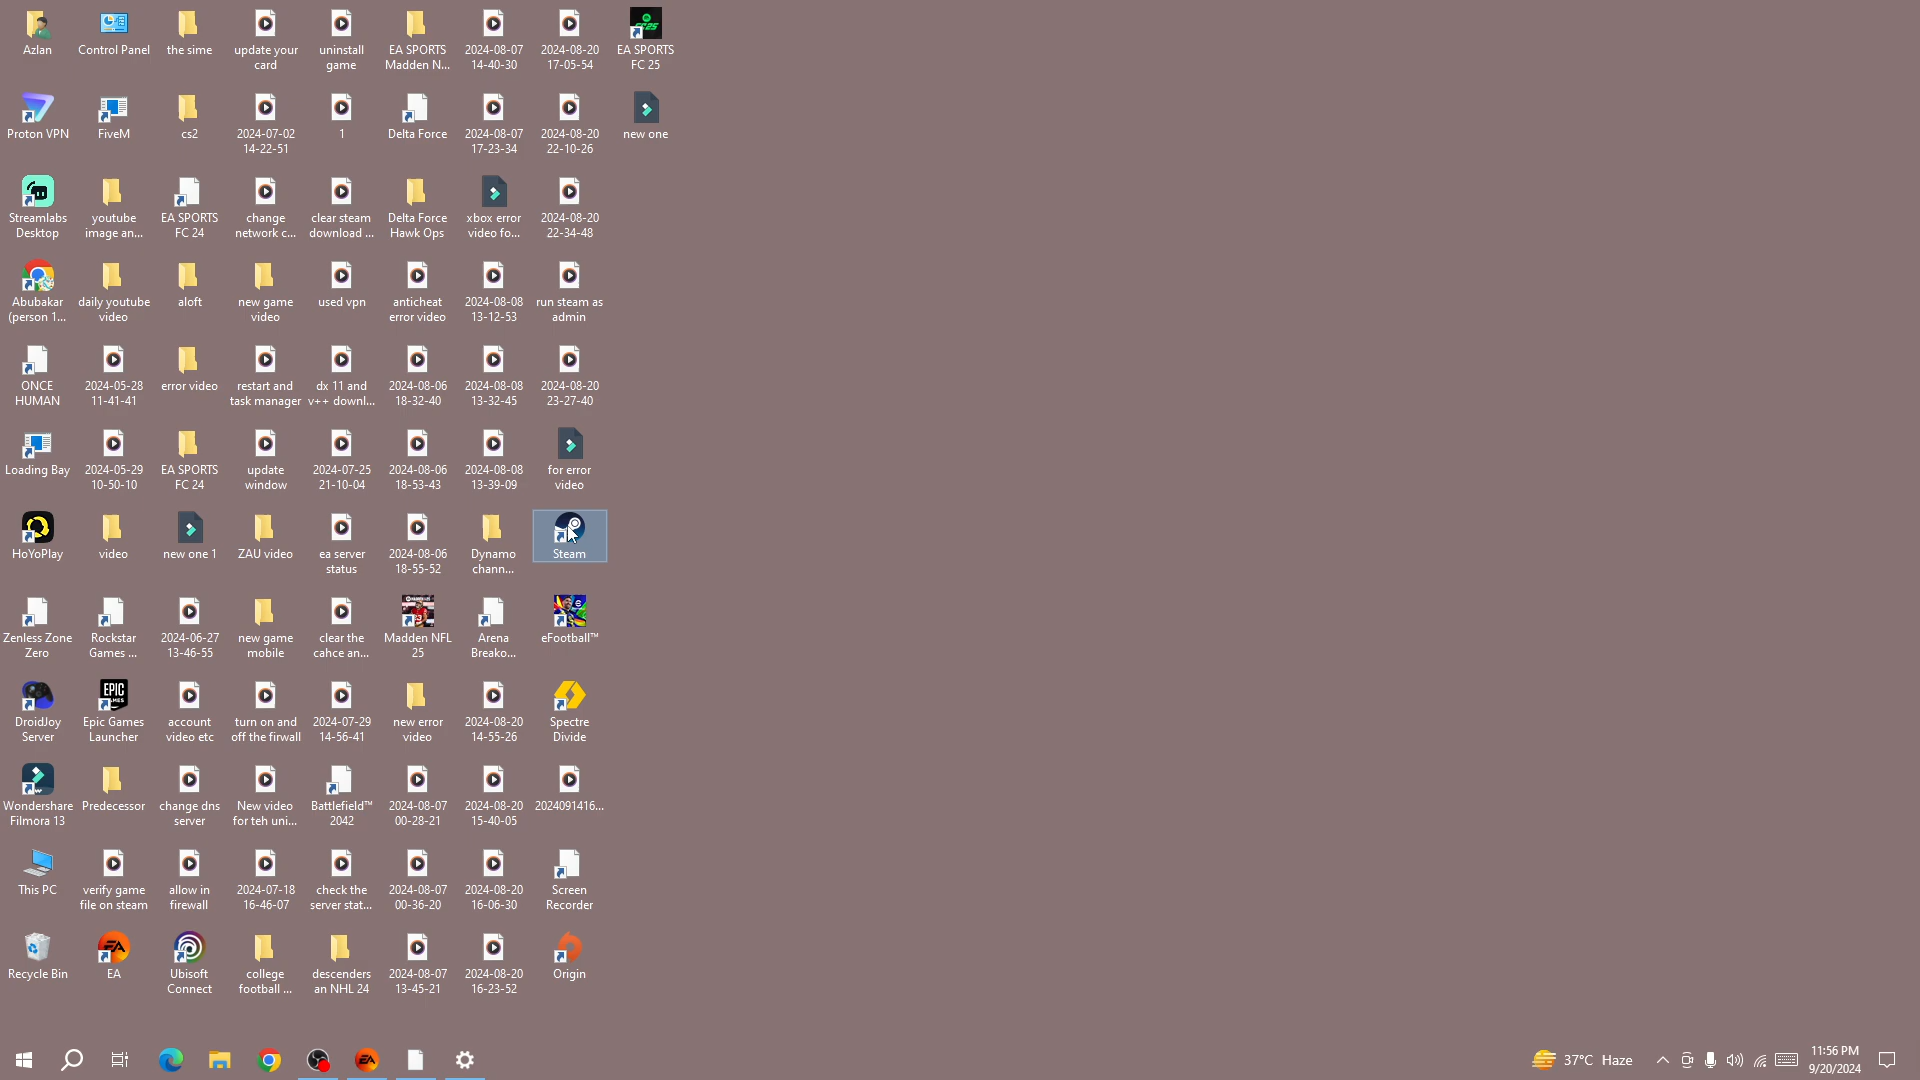 Azlan
Control Panel
the sime
update your
card
uninstall
game
EA SPORTS
Madden N...
2024-08-07
14-40-30
2024-08-20
17-05-54
EA SPORTS
FC 25
Proton VPN
FiveM
cs2
2024-07-02
14-22-51
1
Delta Force
2024-08-07
17-23-34
2024-08-20
22-10-26
new one
Streamlabs
Desktop
youtube
image an...
EA SPORTS
FC 24
change
network c...
clear steam
download ...
Delta Force
Hawk Ops
xbox error
video fo...
2024-08-20
22-34-48
Abubakar
(person 1...
daily youtube
video
aloft
new game
video
used vpn
anticheat
error video
2024-08-08
13-12-53
run steam as
admin
ONCE
HUMAN
2024-05-28
11-41-41
error video
restart and
task manager
dx 11 and
v++ downl...
2024-08-06
18-32-40
2024-08-08
13-32-45
2024-08-20
23-27-40
Loading Bay
2024-05-29
10-50-10
EA SPORTS
FC 24
update
window
2024-07-25
21-10-04
2024-08-06
18-53-43
2024-08-08
13-39-09
for error
video
HoYoPlay
video
new one 1
ZAU video
ea server
status
2024-08-06
18-55-52
Dynamo
chann...
Steam
Zenless Zone
Zero
Rockstar
Games ...
2024-06-27
13-46-55
new game
mobile
clear the
cahce an...
Madden NFL
25
Arena
Breako...
eFootball™
DroidJoy
Server
EPIC
GAMES
Epic Games
Launcher
account
video etc
turn on and
off the firwall
2024-07-29
14-56-41
new error
video
2024-08-20
14-55-26
Spectre
Divide
Wondershare
Filmora 13
Predecessor
change dns
server
New video
for teh uni...
Battlefield™
2042
2024-08-07
00-28-21
2024-08-20
15-40-05
2024091416...
This PC
verify game
file on steam
allow in
firewall
2024-07-18
16-46-07
check the
server stat...
2024-08-07
00-36-20
2024-08-20
16-06-30
Screen
Recorder
Recycle Bin
EA
EA
Ubisoft
Connect
college
football ...
descenders
an NHL 24
2024-08-07
13-45-21
2024-08-20
16-23-52
Origin
EA
37°C Haze
11:56 PM
9/20/2024